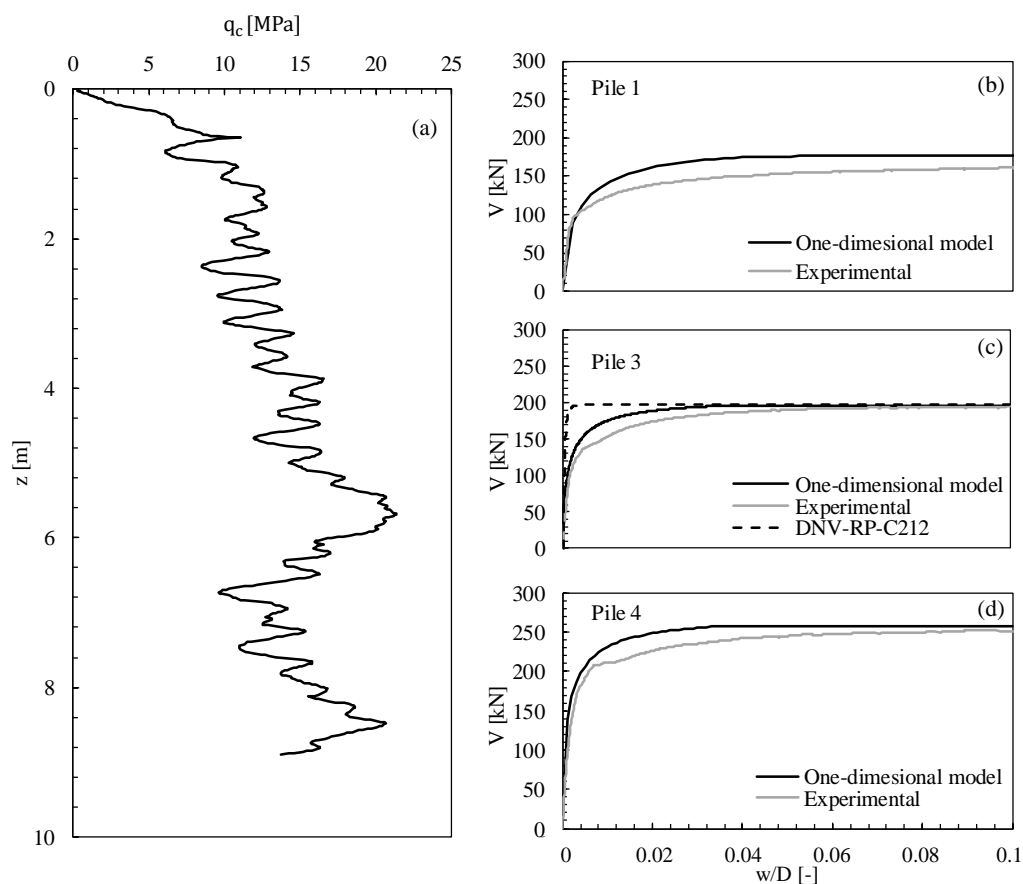 q_c [MPa]
0 5 10 15 20 25
0
2
4
6
8
10
z [m]
(a)
300
250
200
150
100
50
0
V [kN]
Pile 1
(b)
One-dimesional model
Experimental
300
250
200
150
100
50
0
V [kN]
Pile 3
(c)
One-dimensional model
Experimental
DNV-RP-C212
300
250
200
150
100
50
0
V [kN]
Pile 4
(d)
One-dimesional model
Experimental
0 0.02 0.04 0.06 0.08 0.1
w/D [-]